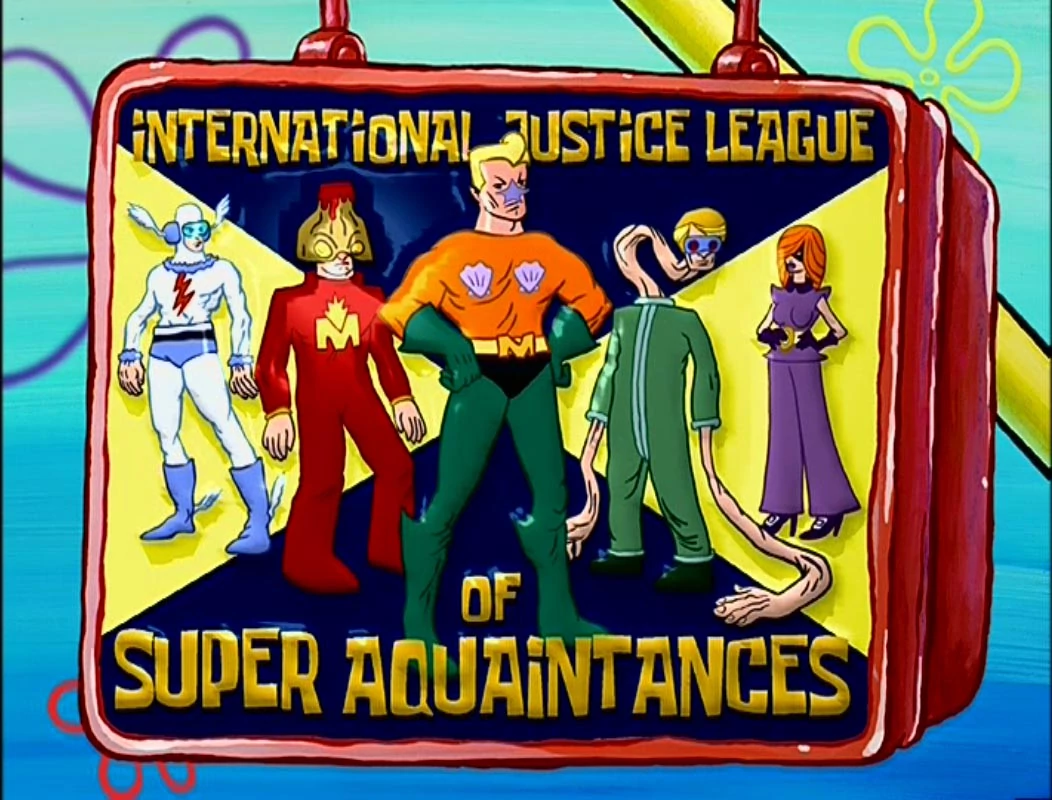 iNTERNATiONAL JUSTiCE LEAGUE
M
M
OF
SUPER AQUAiNTANCES